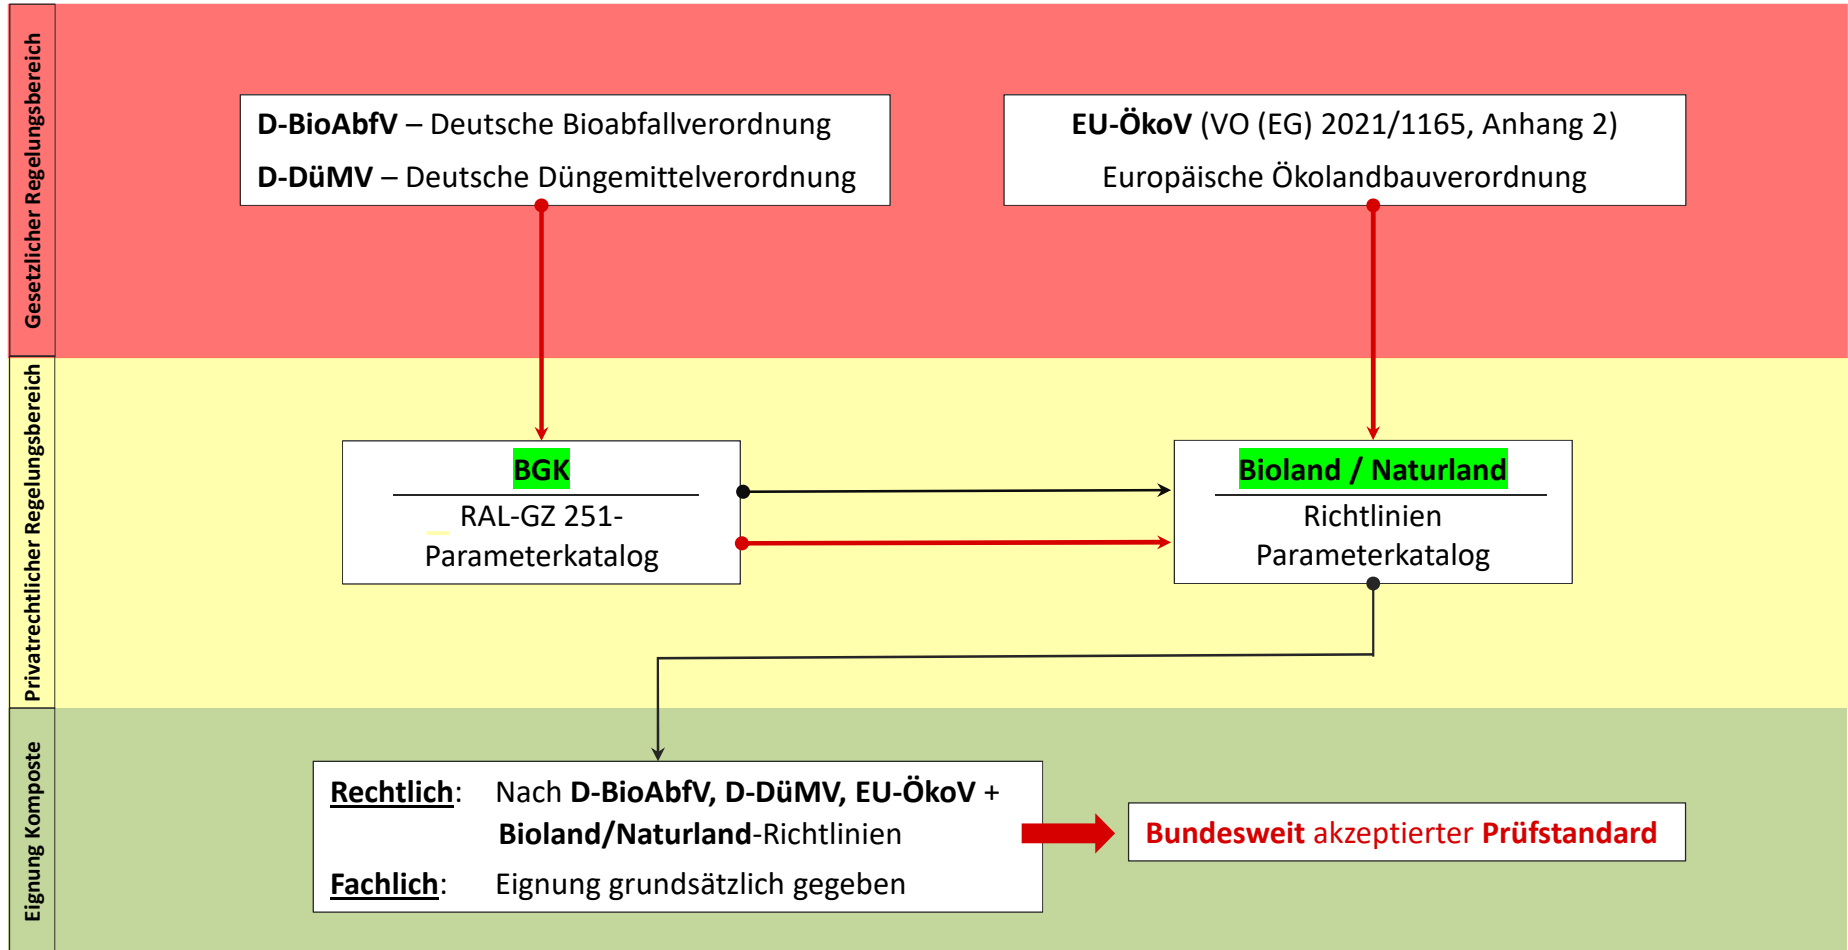 Gesetzlicher Regelungsbereich
D-BioAbfV – Deutsche Bioabfallverordnung
D-DüMV – Deutsche Düngemittelverordnung
EU-ÖkoV (VO (EG) 2021/1165, Anhang 2)
Europäische Ökolandbauverordnung
Privatrechtlicher Regelungsbereich
BGK
RAL-GZ 251-
Parameterkatalog
Bioland / Naturland
Richtlinien
Parameterkatalog
Eignung Komposte
Rechtlich: Nach D-BioAbfV, D-DüMV, EU-ÖkoV +
Bioland/Naturland-Richtlinien
Fachlich: Eignung grundsätzlich gegeben
Bundesweit akzeptierter Prüfstandard